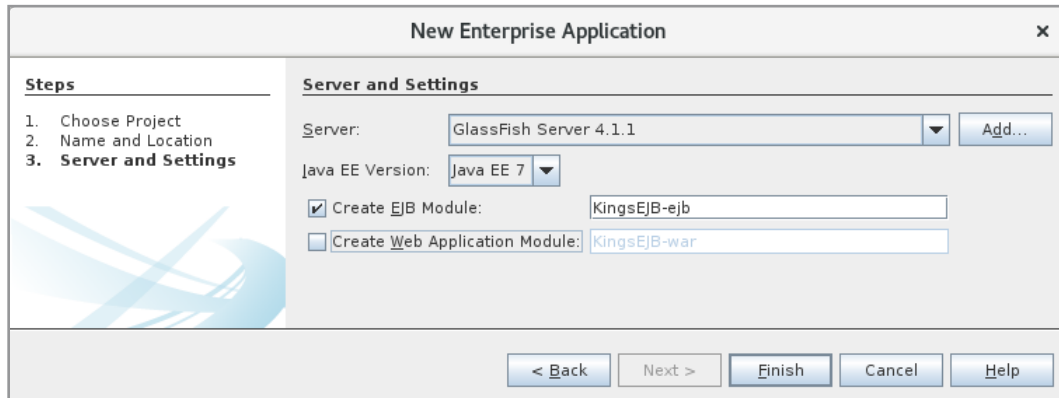 New Enterprise Application
×
Steps
1. Choose Project
2. Name and Location
3. Server and Settings
Server and Settings
Server: GlassFish Server 4.1.1 Add...
Java EE Version: Java EE 7
Create EJB Module: KingsEJB-ejb
Create Web Application Module: KingsEJB-war
< Back Next > Finish Cancel Help